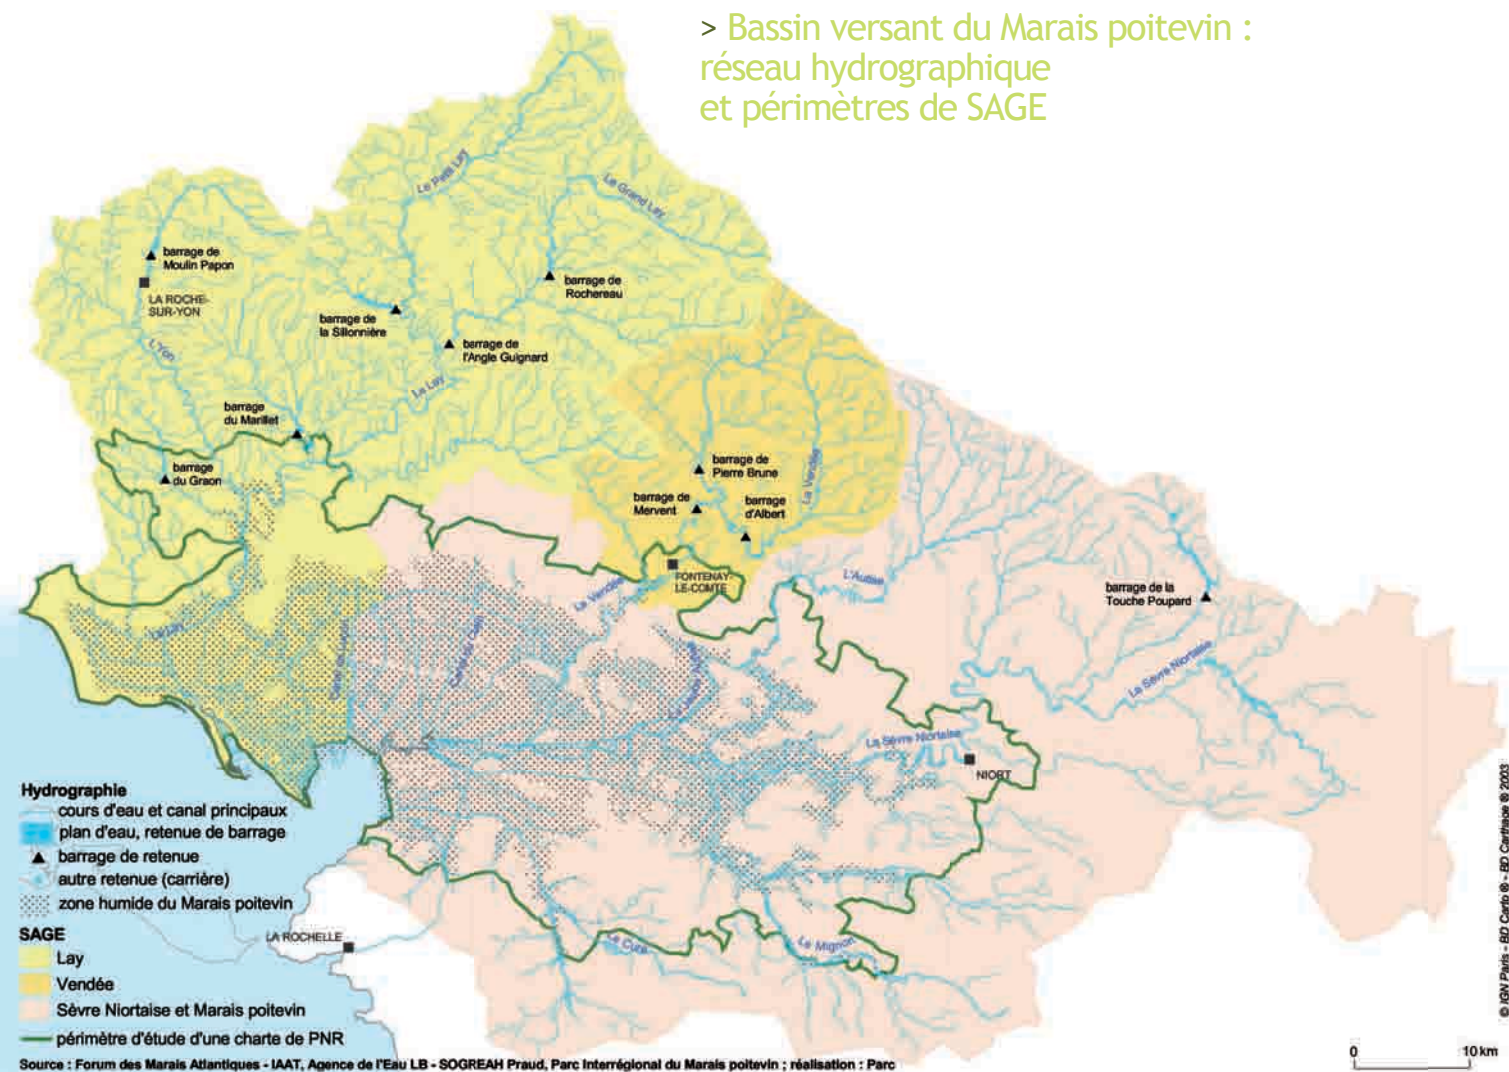 > Bassin versant du Marais poitevin :
réseau hydrographique
et périmètres de SAGE
Le Petit Lay
Le Grand Lay
barrage de
Moulin Papon
LA ROCHE-
SUR-YON
barrage de
Rochereau
barrage de
la Sillonnière
barrage de
l'Angle Guignard
L'Yon
Le Lay
barrage
du Marillet
barrage
du Graon
barrage de
Pierre Brune
La Vendée
barrage de
Mervent
barrage
d'Albert
FONTENAY-
LE-COMTE
La Vendée
L'Autise
barrage de la
Touche Poupard
Le Lay
La Sèvre Niortaise
La Sèvre Niortaise
NIORT
Hydrographie
cours d'eau et canal principaux
plan d'eau, retenue de barrage
barrage de retenue
autre retenue (carrière)
zone humide du Marais poitevin
SAGE
Lay
Vendée
Sèvre Niortaise et Marais poitevin
périmètre d'étude d'une charte de PNR
LA ROCHELLE
Le Curé
Le Mignon
Source : Forum des Marais Atlantiques - IAAT, Agence de l'Eau LB - SOGREAH Praud, Parc Interrégional du Marais poitevin ; réalisation : Parc
0 10 km
© IGN Paris - BD Carto ® - BD Carthage ® 2003